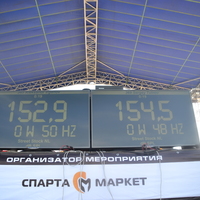 152.9
0 W 50 HZ
154.5
0 W 48 HZ
ОРГАНИЗАТОР МЕРОПРИЯТИЯ
СПАРТА МАРКЕТ